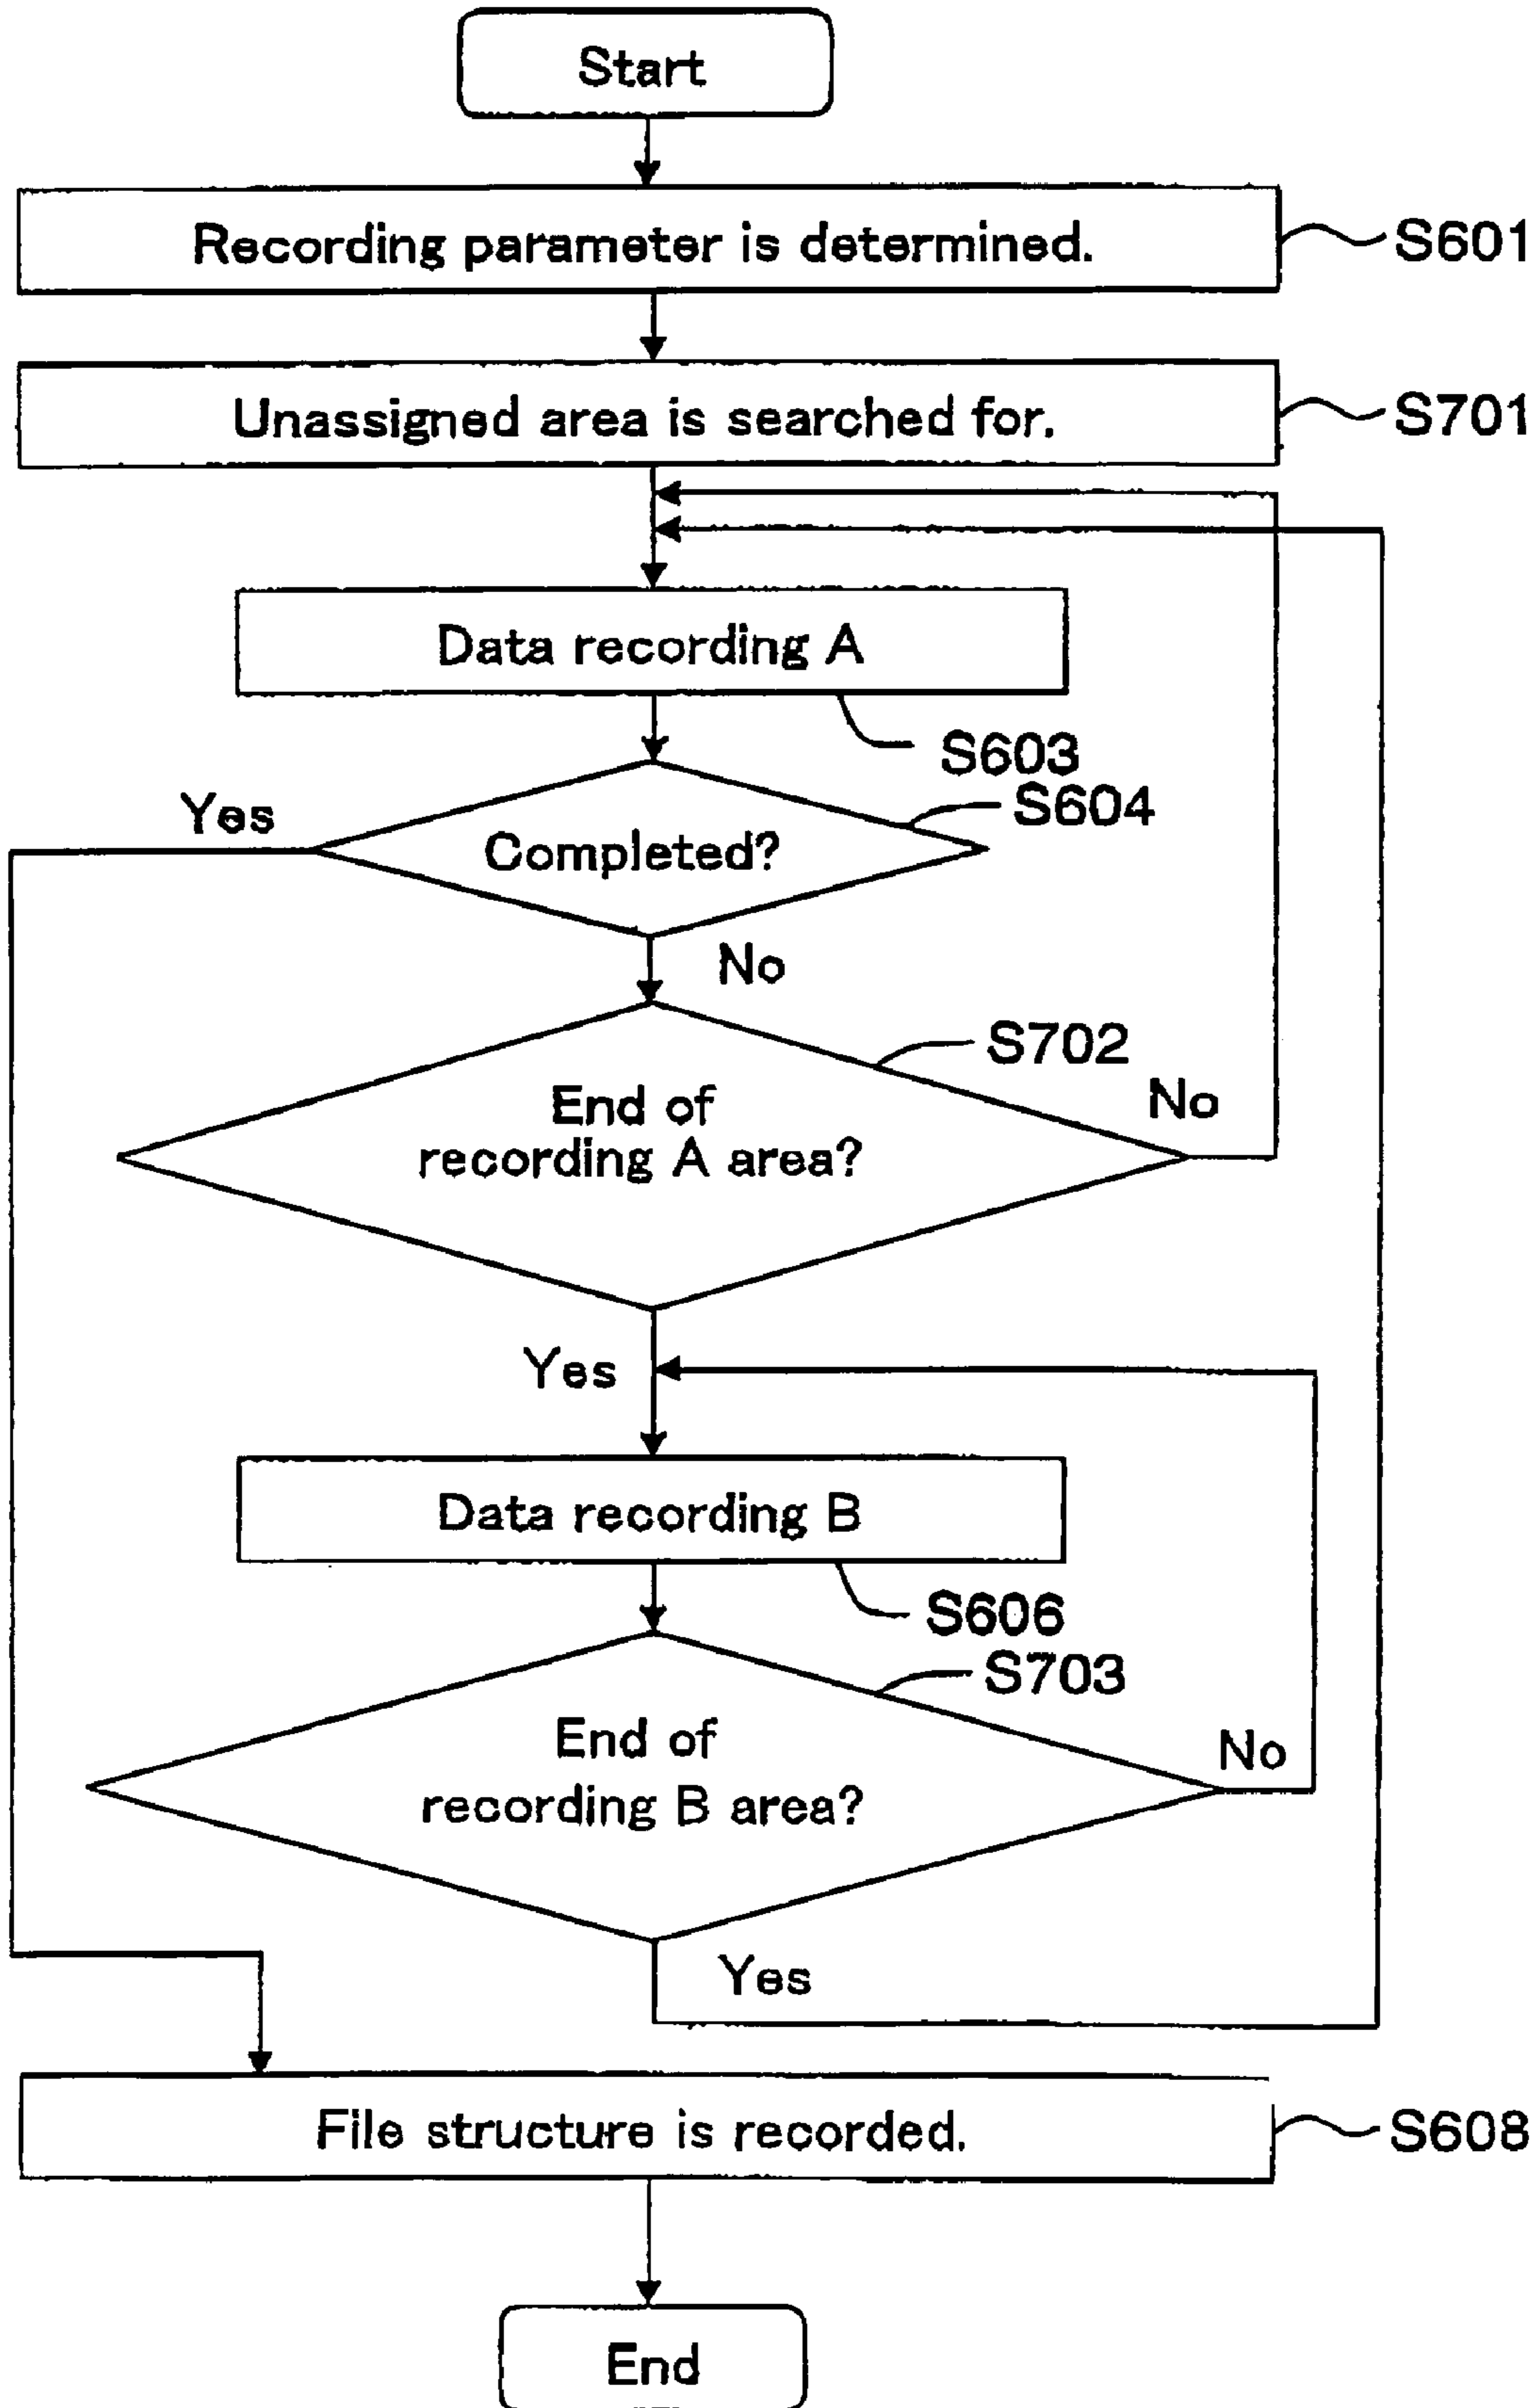 Start
Recording parameter is determined.
S601
Unassigned area is searched for.
S701
Data recording A
S603
S604
Yes
Completed?
No
S702
End of
No
recording A area?
Yes
Data recording B
S606
S703
End of
No
recording B area?
Yes
File structure is recorded.
S608
End